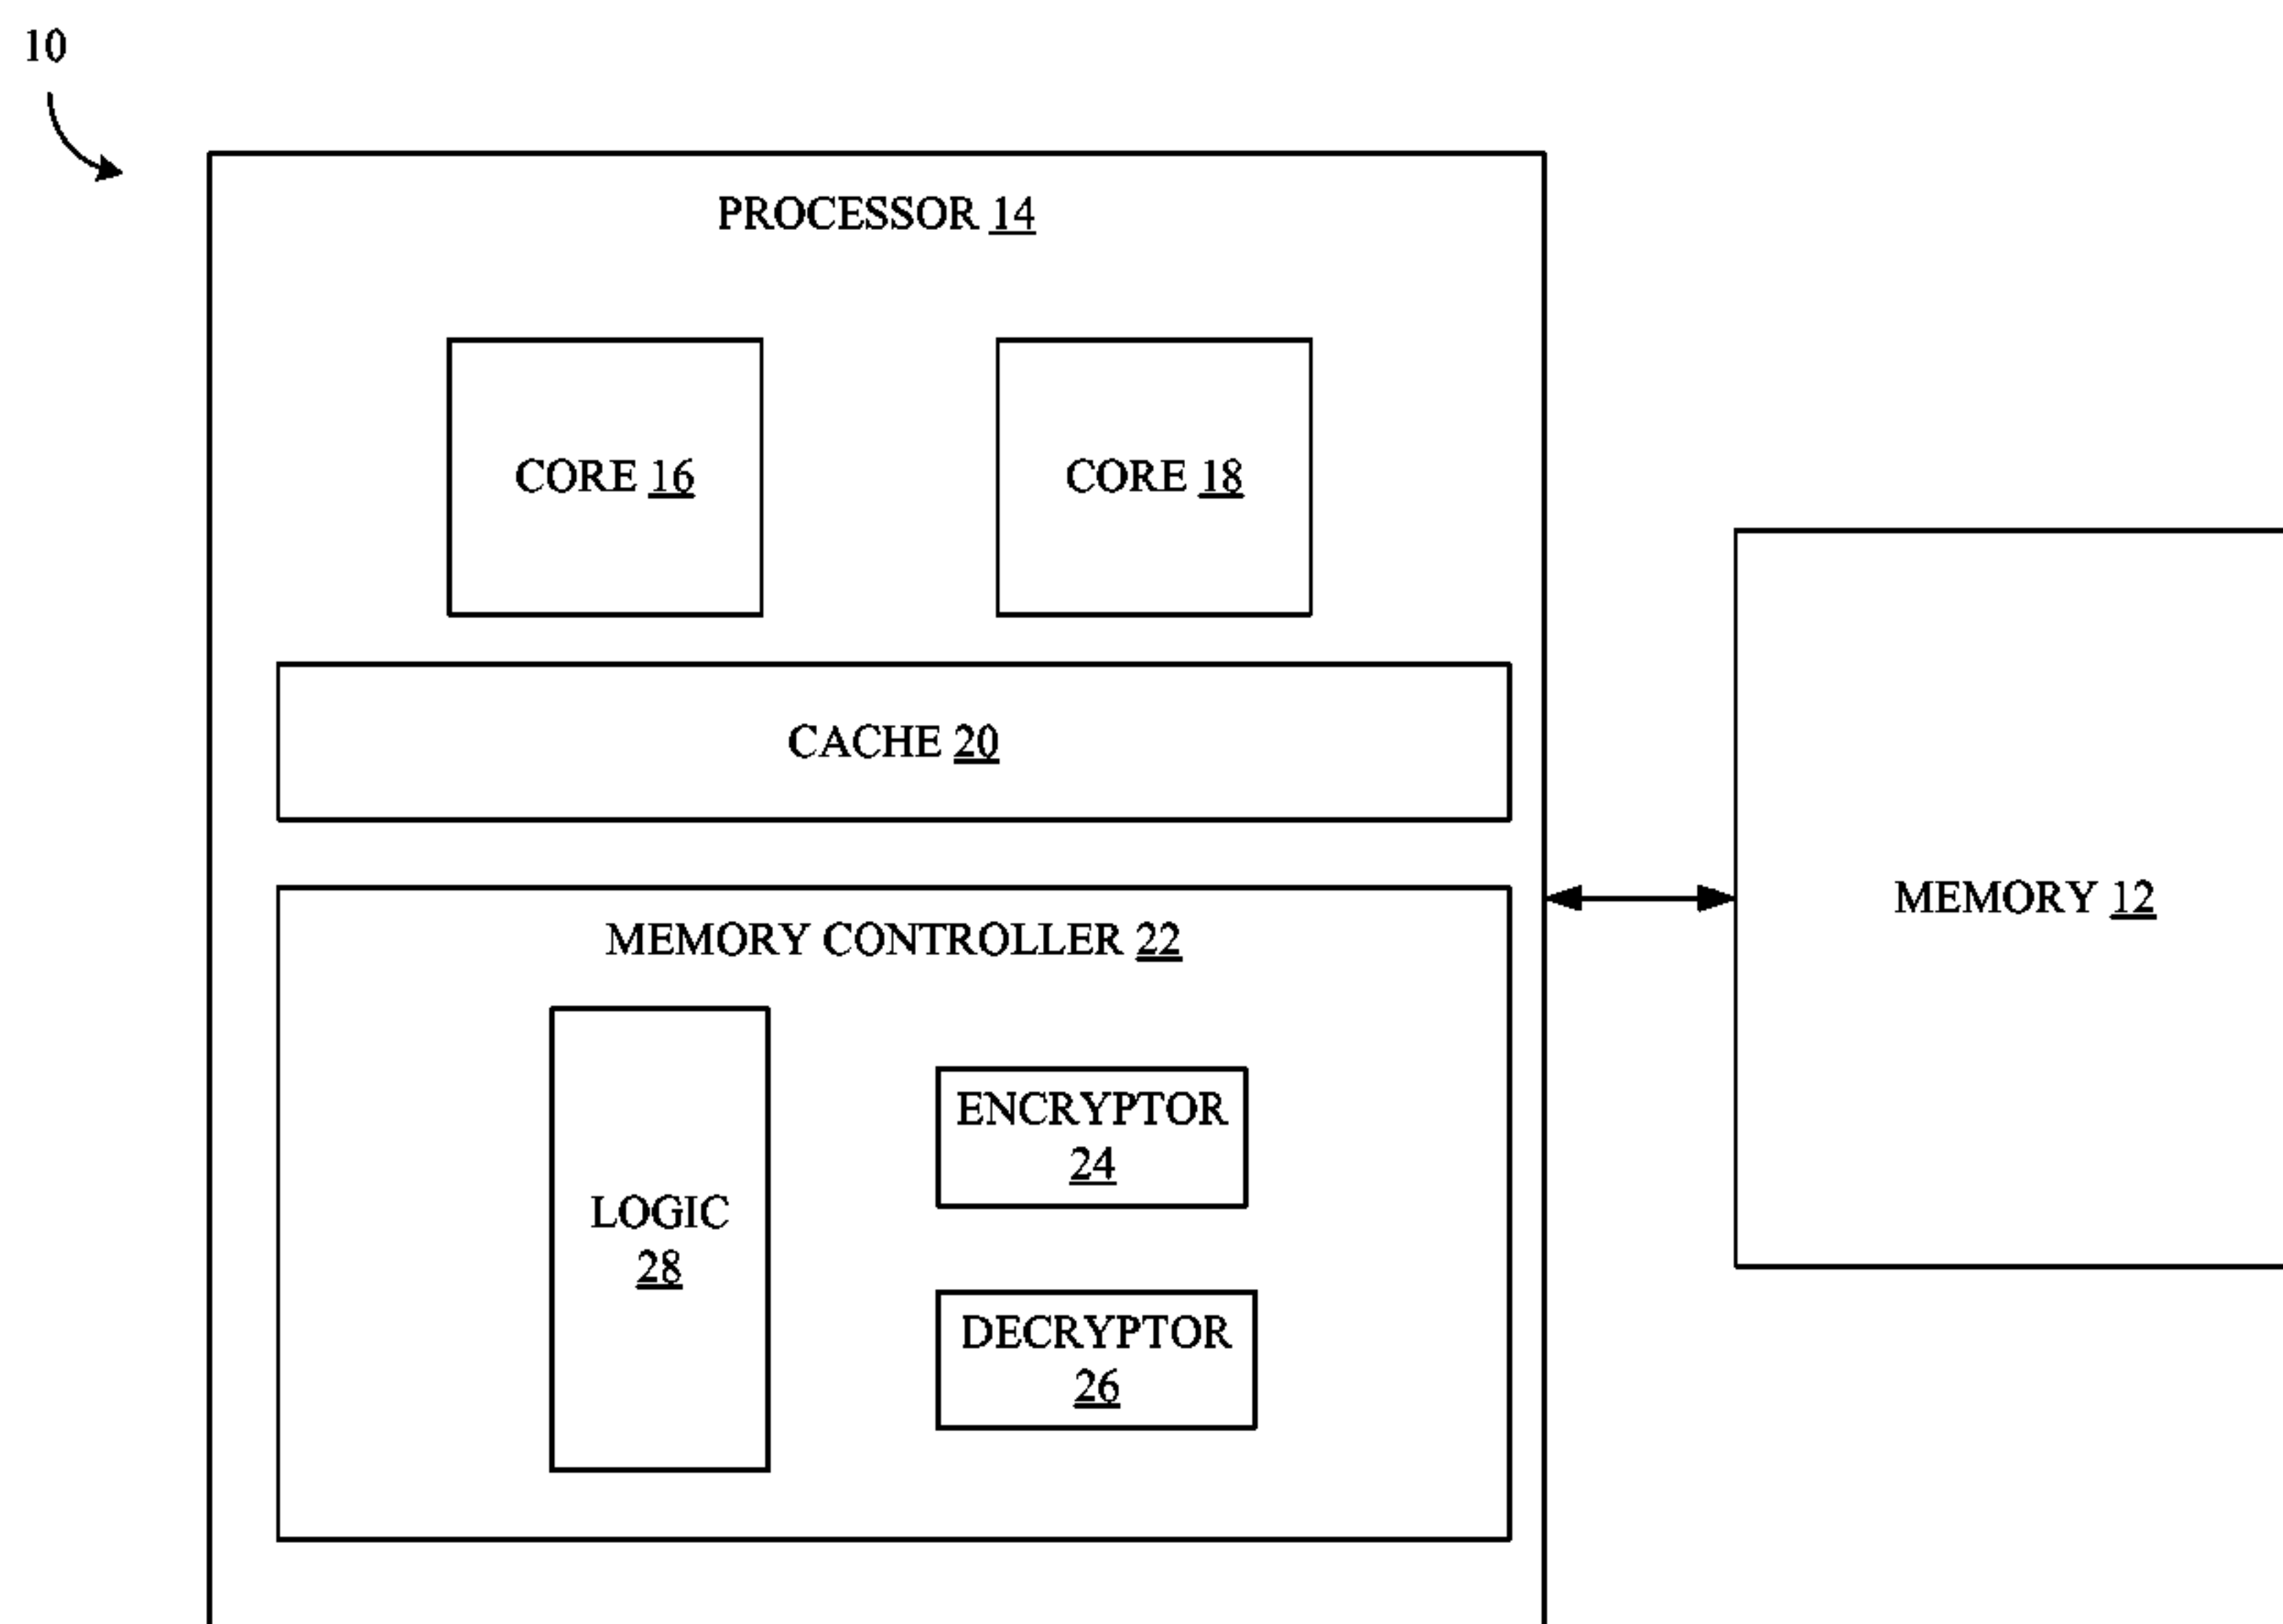 10
PROCESSOR 14
CORE 16
CORE 18
CACHE 20
MEMORY CONTROLLER 22
LOGIC
28
ENCRYPTOR
24
DECRYPTOR
26
MEMORY 12